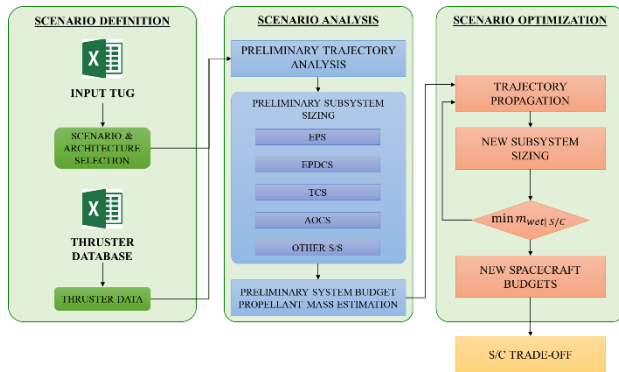 SCENARIO DEFINITION
INPUT TUG
SCENARIO &
ARCHITECTURE
SELECTION
THRUSTER
DATABASE
THRUSTER DATA
SCENARIO ANALYSIS
PRELIMINARY TRAJECTORY
ANALYSIS
PRELIMINARY SUBSYSTEM
SIZING
EPS
EPDCS
TCS
AOCS
OTHER S/S
PRELIMINARY SYSTEM BUDGET
PROPELLANT MASS ESTIMATION
SCENARIO OPTIMIZATION
TRAJECTORY
PROPAGATION
NEW SUBSYSTEM
SIZING
min m_wet| S/C
NEW SPACECRAFT
BUDGETS
S/C TRADE-OFF